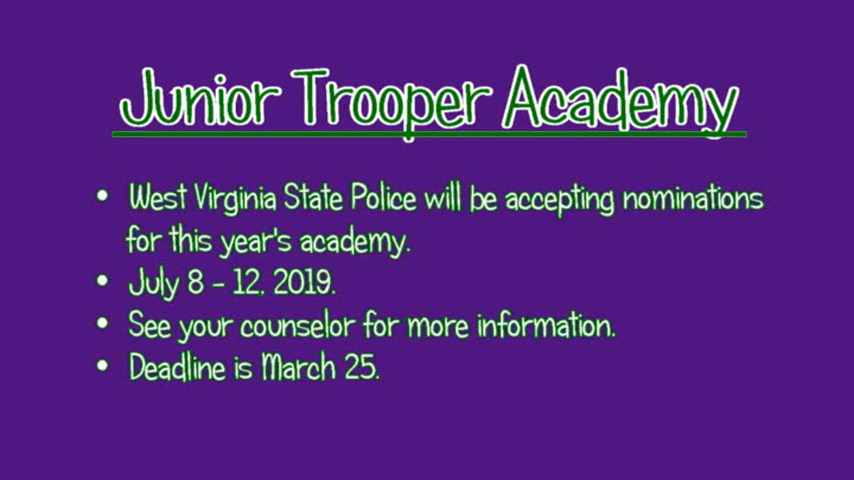 Junior Trooper Academy
• West Virginia State Police will be accepting nominations
for this year's academy.
• July 8 - 12, 2019.
• See your counselor for more information.
• Deadline is March 25.